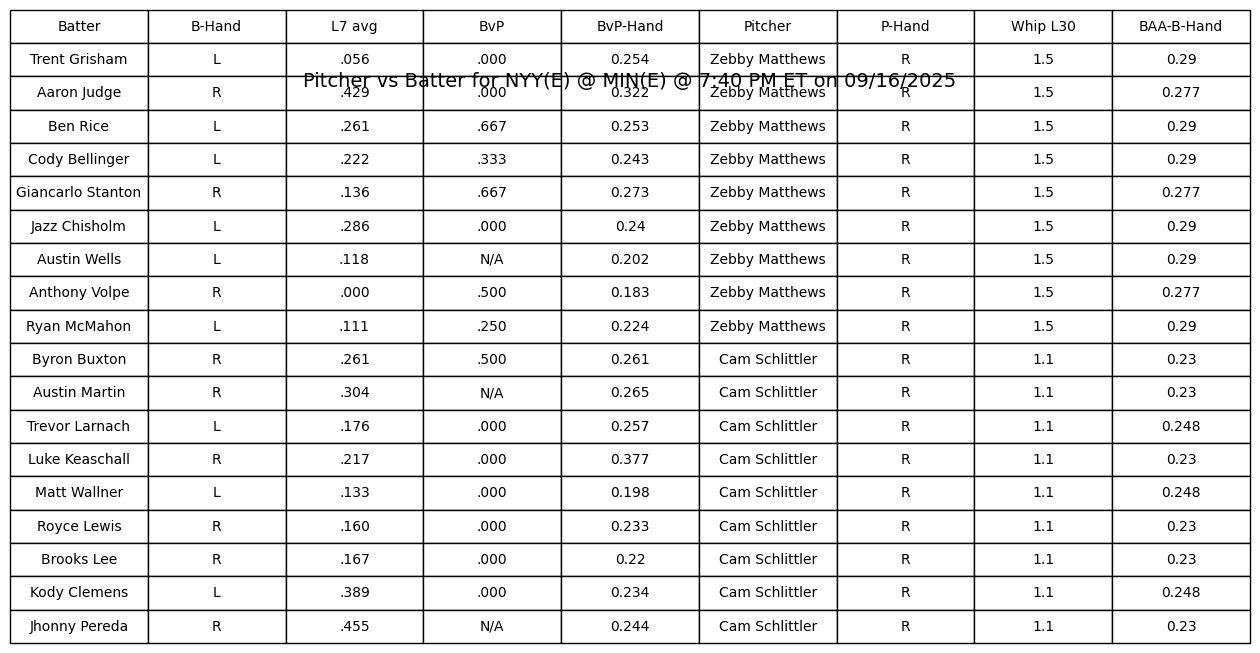 Batter B-Hand L7 avg BvP BvP-Hand Pitcher P-Hand Whip L30 BAA-B-Hand
Trent Grisham L .056 .000 0.254 Zebby Matthews R 1.5 0.29
Pitcher vs Batter for NYY(E) @ MIN(E) @ 7:40 PM ET on 09/16/2025
Aaron Judge R .429 .000 0.322 Zebby Matthews R 1.5 0.277
Ben Rice L .261 .667 0.253 Zebby Matthews R 1.5 0.29
Cody Bellinger L .222 .333 0.243 Zebby Matthews R 1.5 0.29
Giancarlo Stanton R .136 .667 0.273 Zebby Matthews R 1.5 0.277
Jazz Chisholm L .286 .000 0.24 Zebby Matthews R 1.5 0.29
Austin Wells L .118 N/A 0.202 Zebby Matthews R 1.5 0.29
Anthony Volpe R .000 .500 0.183 Zebby Matthews R 1.5 0.277
Ryan McMahon L .111 .250 0.224 Zebby Matthews R 1.5 0.29
Byron Buxton R .261 .500 0.261 Cam Schlittler R 1.1 0.23
Austin Martin R .304 N/A 0.265 Cam Schlittler R 1.1 0.23
Trevor Larnach L .176 .000 0.257 Cam Schlittler R 1.1 0.248
Luke Keaschall R .217 .000 0.377 Cam Schlittler R 1.1 0.23
Matt Wallner L .133 .000 0.198 Cam Schlittler R 1.1 0.248
Royce Lewis R .160 .000 0.233 Cam Schlittler R 1.1 0.23
Brooks Lee R .167 .000 0.22 Cam Schlittler R 1.1 0.23
Kody Clemens L .389 .000 0.234 Cam Schlittler R 1.1 0.248
Jhonny Pereda R .455 N/A 0.244 Cam Schlittler R 1.1 0.23